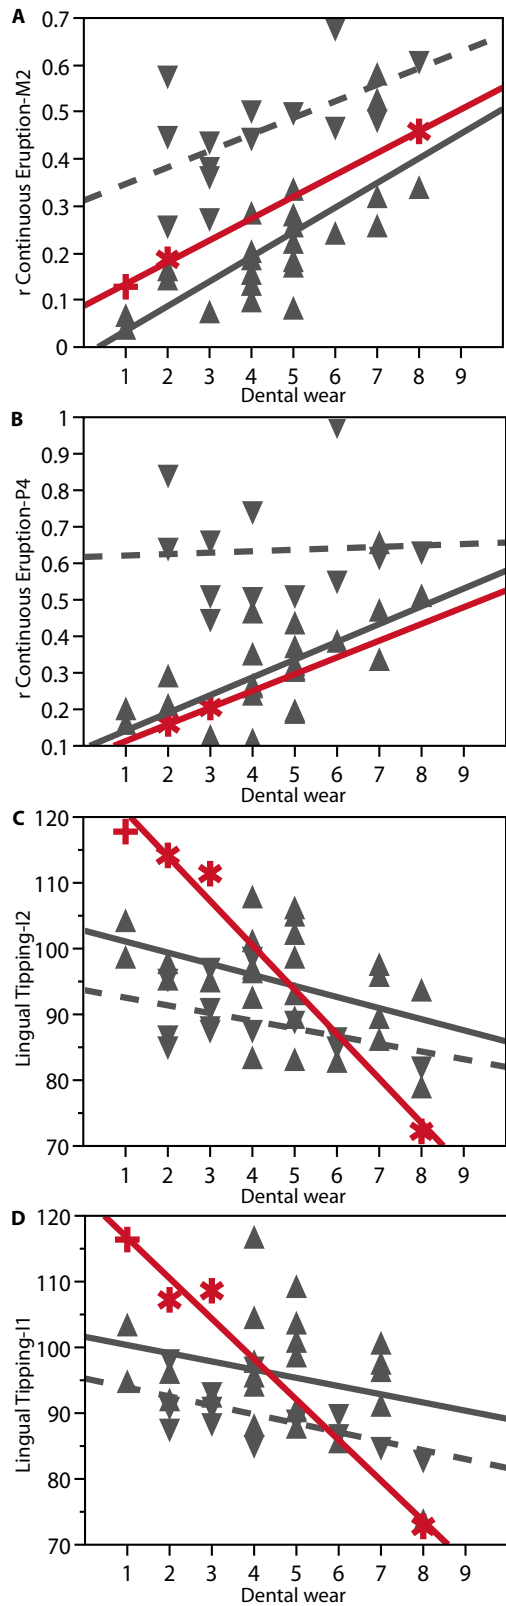 A
r Continuous Eruption-M2
0.7
0.6
0.5
0.4
0.3
0.2
0.1
0
1 2 3 4 5 6 7 8 9
Dental wear
B
r Continuous Eruption-P4
1
0.9
0.8
0.7
0.6
0.5
0.4
0.3
0.2
0.1
1 2 3 4 5 6 7 8 9
Dental wear
C
Lingual Tipping-I2
120
110
100
90
80
70
1 2 3 4 5 6 7 8 9
Dental wear
D
Lingual Tipping-I1
120
110
100
90
80
70
1 2 3 4 5 6 7 8 9
Dental wear